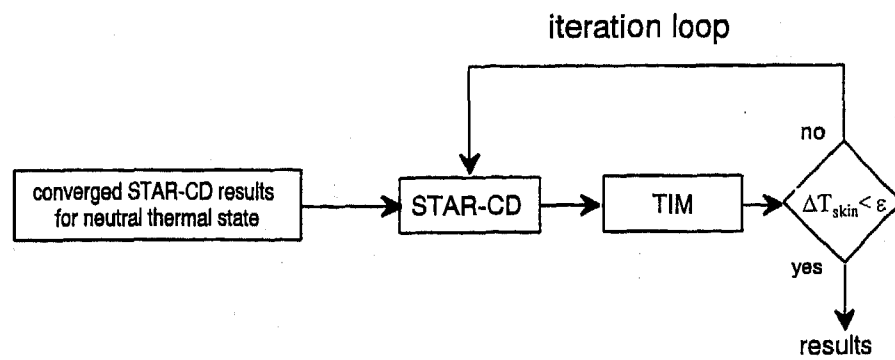 iteration loop
no
converged STAR-CD results
for neutral thermal state
STAR-CD
TIM
ΔT_skin < ε
yes
results